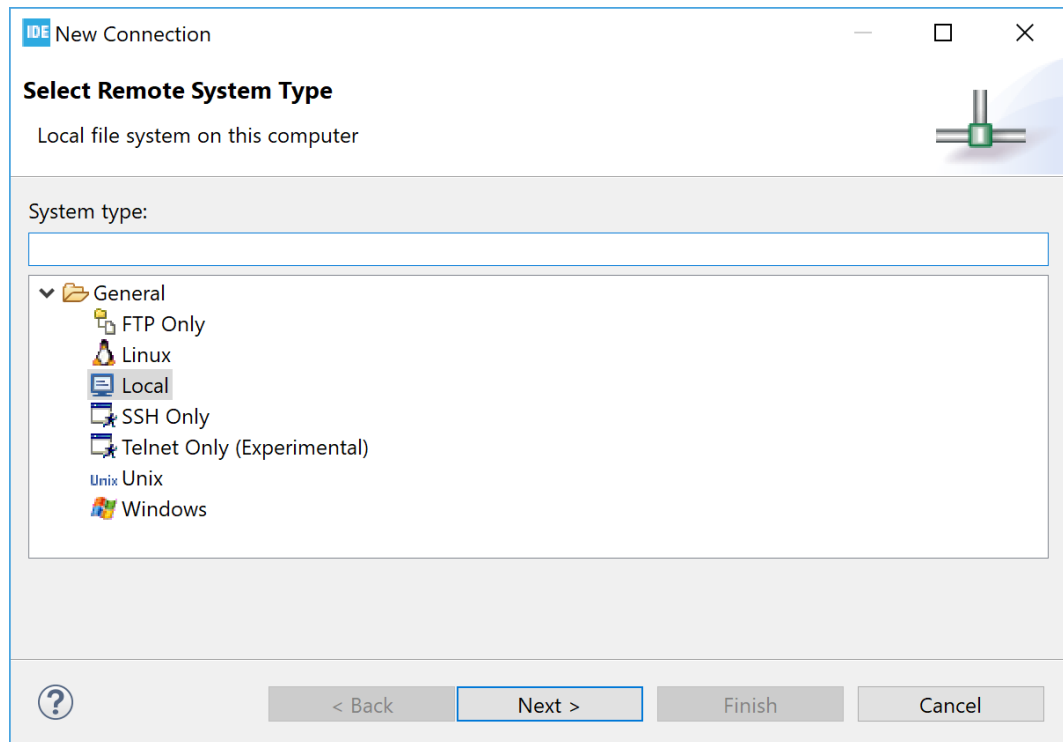 IDE New Connection
Select Remote System Type
Local file system on this computer
System type:
General
FTP Only
Linux
Local
SSH Only
Telnet Only (Experimental)
Unix Unix
Windows
?
< Back Next > Finish Cancel